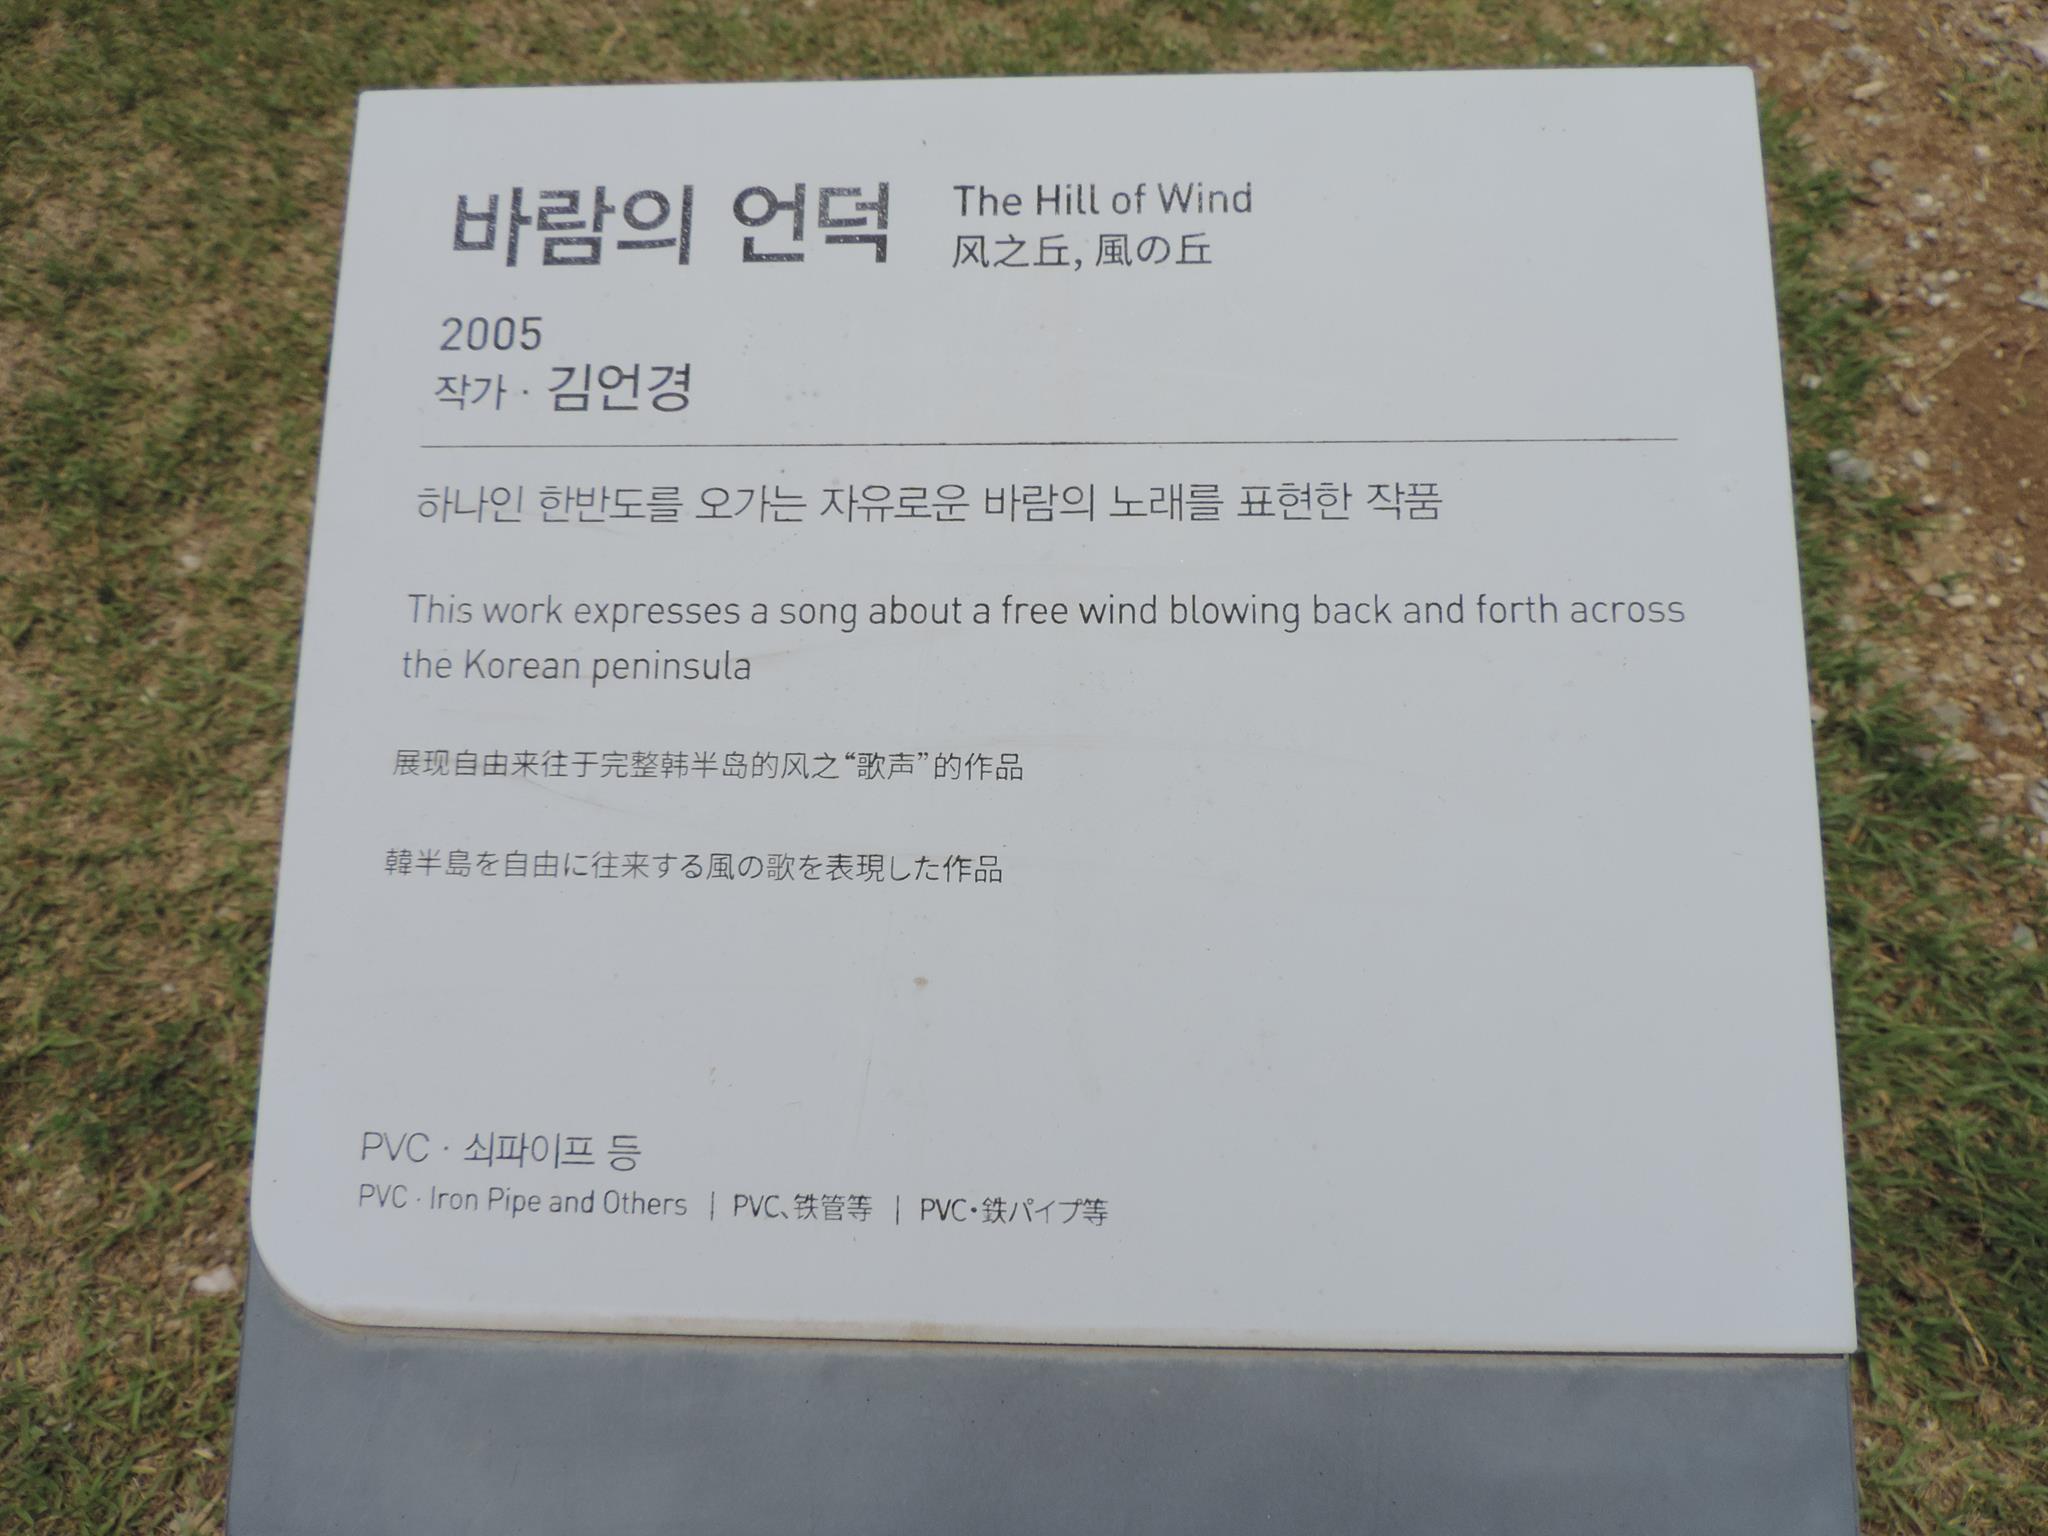 바람의 언덕
The Hill of Wind
风之丘, 風の丘
2005
작가 · 김언경
하나인 한반도를 오가는 자유로운 바람의 노래를 표현한 작품
This work expresses a song about a free wind blowing back and forth across
the Korean peninsula
展现自由来往于完整韩半岛的风之“歌声”的作品
韓半島を自由に往来する風の歌を表現した作品
PVC · 쇠파이프 등
PVC · Iron Pipe and Others | PVC、铁管等 | PVC・鉄パイプ等